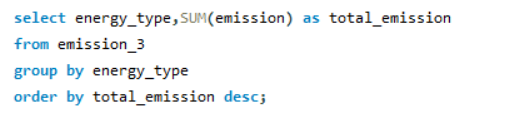 select energy_type,SUM(emission) as total_emission
from emission_3
group by energy_type
order by total_emission desc;